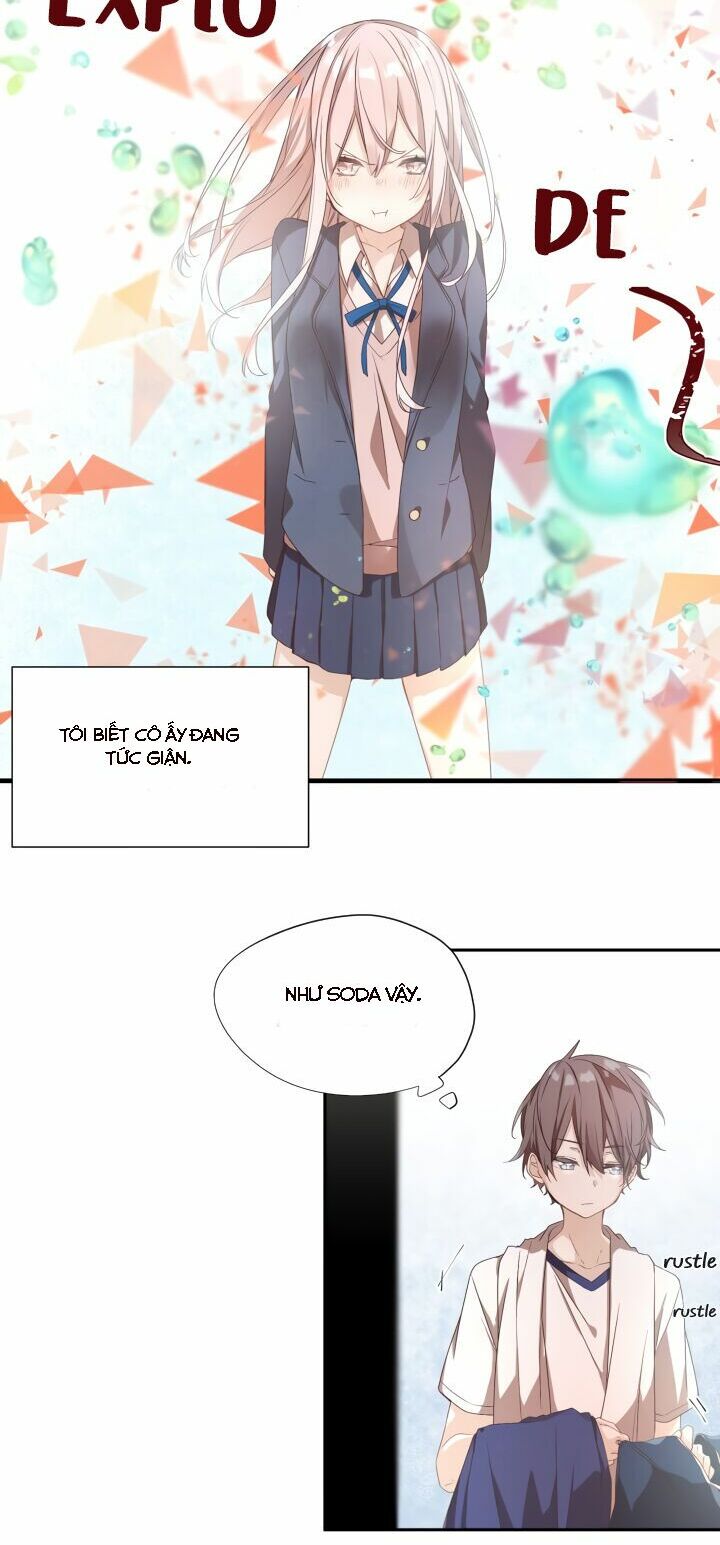 EXPLO
DE
TÔI BIẾT CÔ ẤY ĐANG
TỨC GIẬN.
NHƯ SODA VẬY.
rustle
rustle